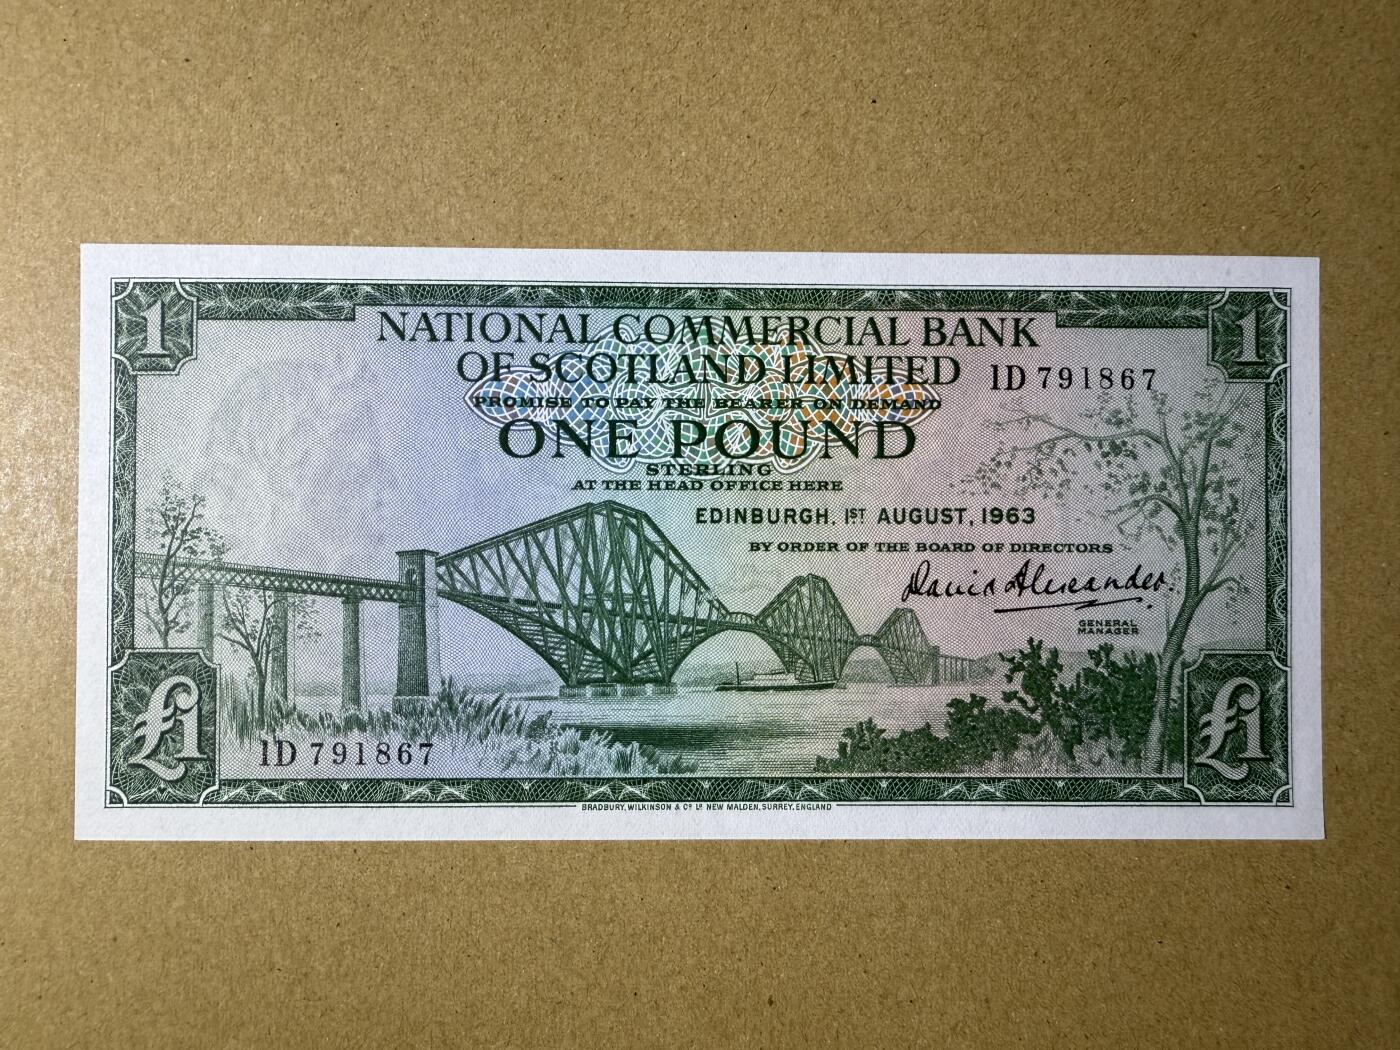 1
1
NATIONAL COMMERCIAL BANK
OF SCOTLAND LIMITED
1D 791867
PROMISE TO PAY THE BEARER ON DEMAND
ONE POUND
STERLING
AT THE HEAD OFFICE HERE
EDINBURGH, 1ST AUGUST, 1963
BY ORDER OF THE BOARD OF DIRECTORS
David Alexander.
GENERAL
MANAGER
£1
£1
1D 791867
BRADBURY, WILKINSON & Co Ld NEW MALDEN, SURREY, ENGLAND